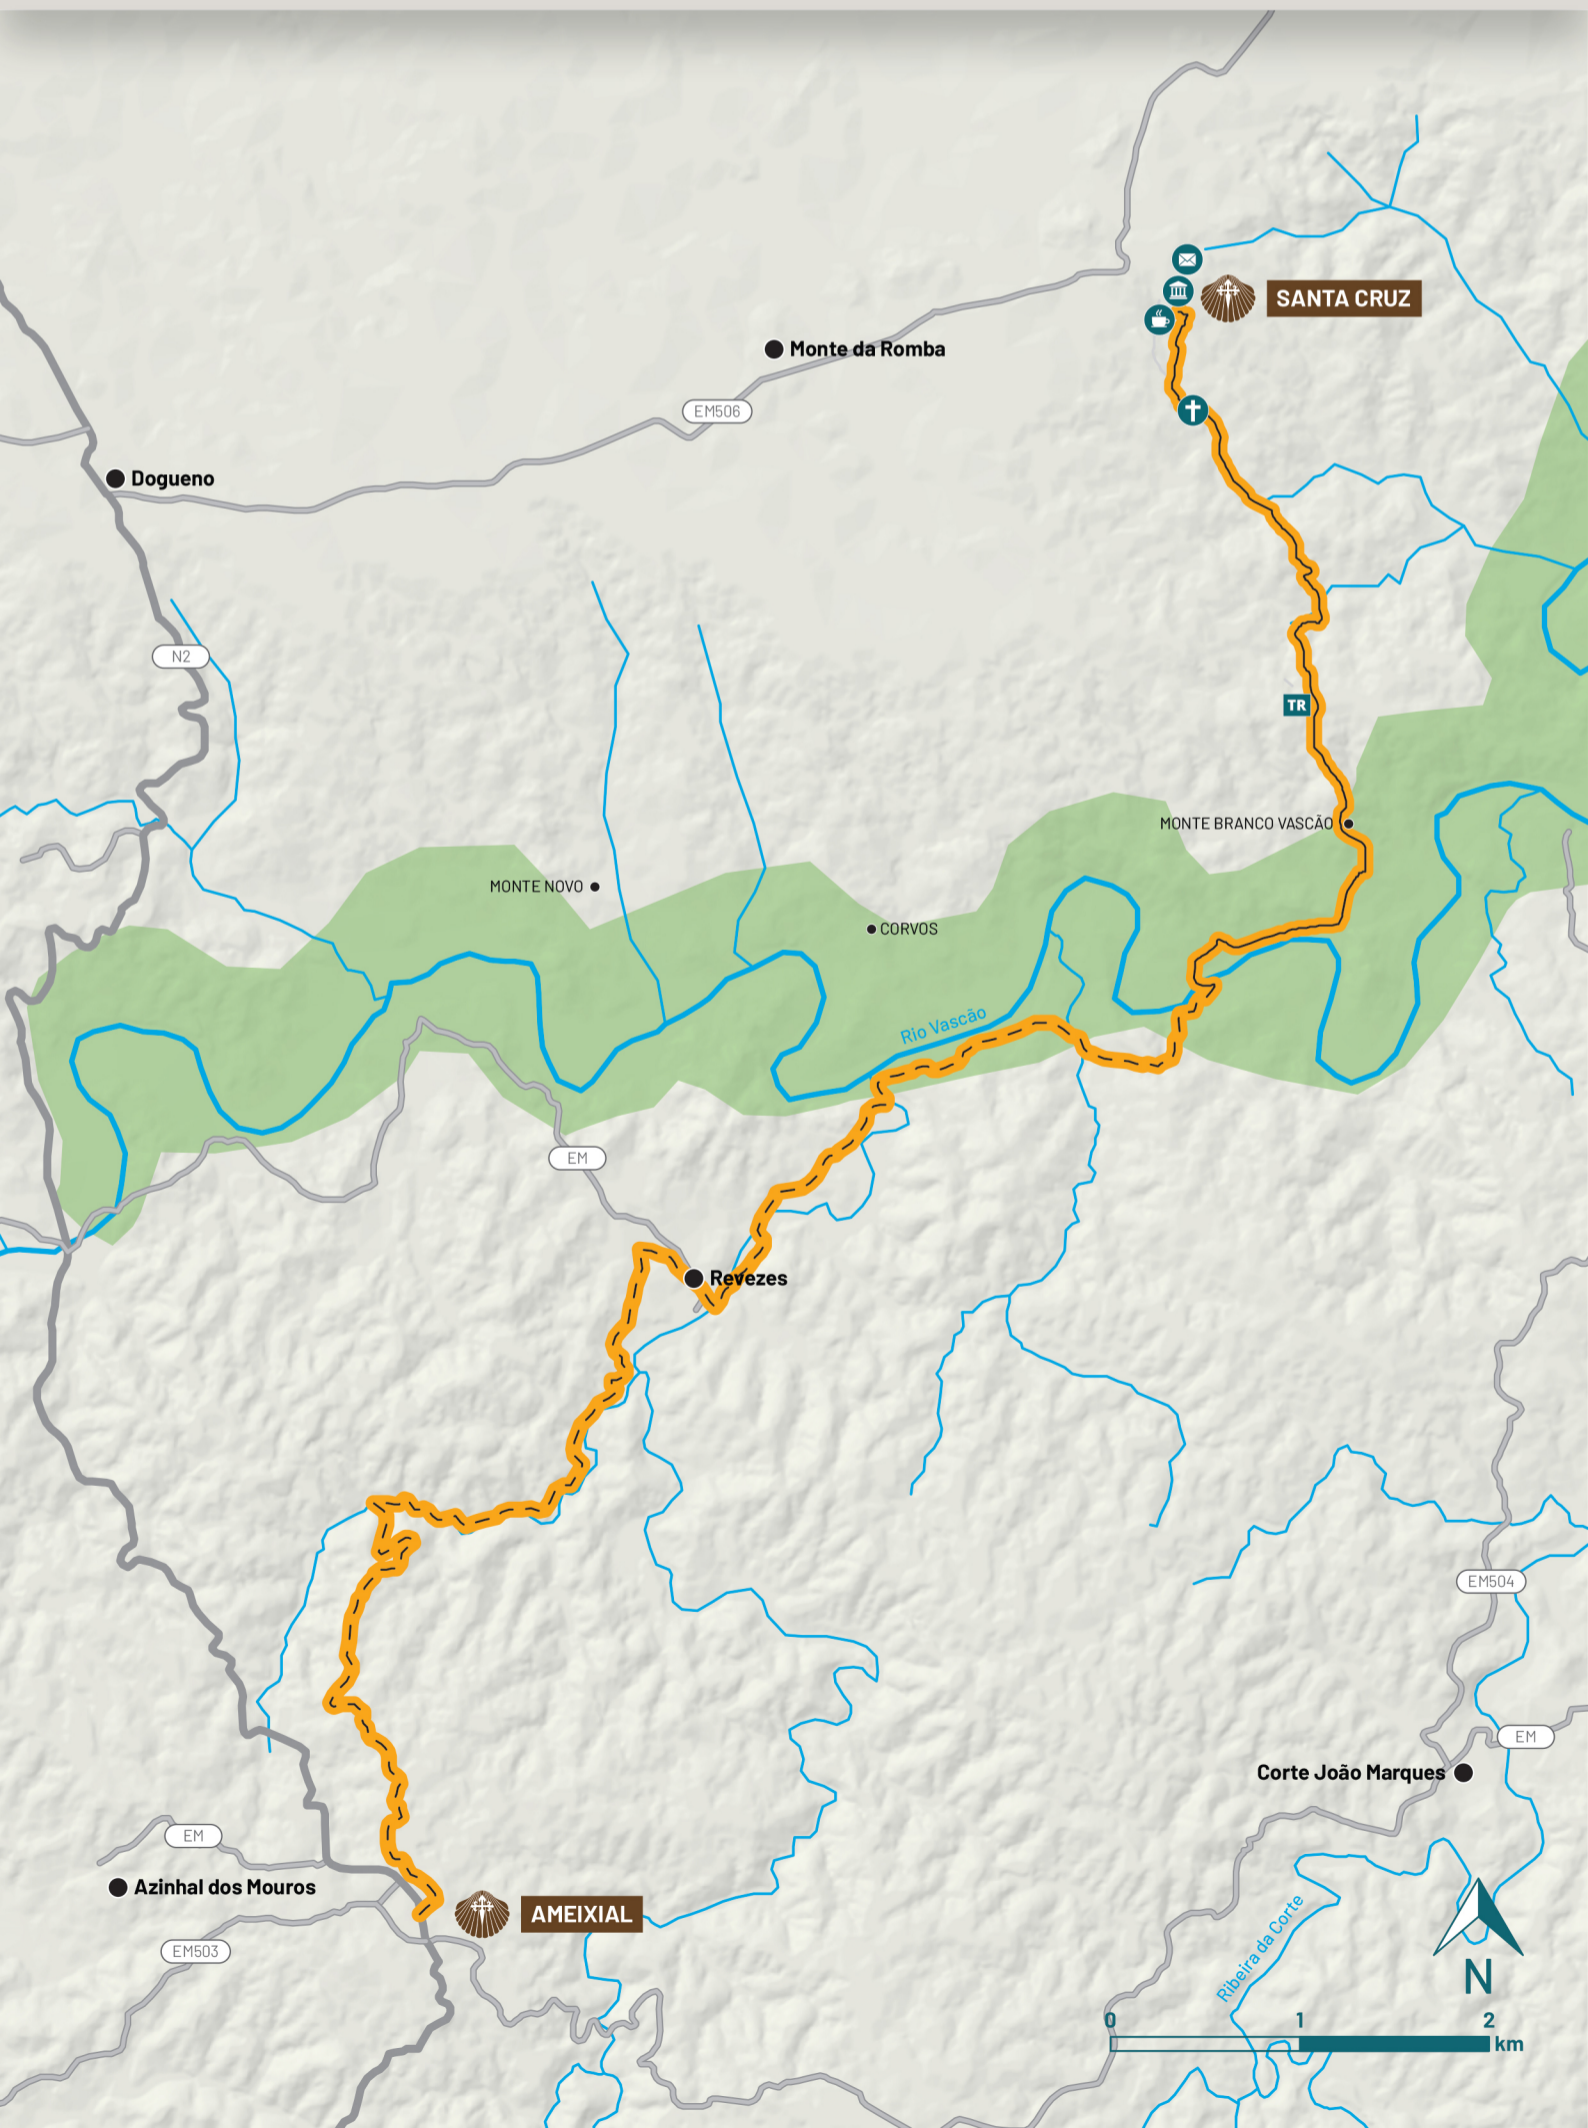 SANTA CRUZ
Monte da Romba
EM506
Dogueno
N2
TR
MONTE BRANCO VASCÃO
MONTE NOVO
CORVOS
Rio Vascão
EM
Revezes
EM504
EM
Corte João Marques
EM
Azinhal dos Mouros
AMEIXIAL
EM503
Ribeira da Corte
N
0 1 2
km